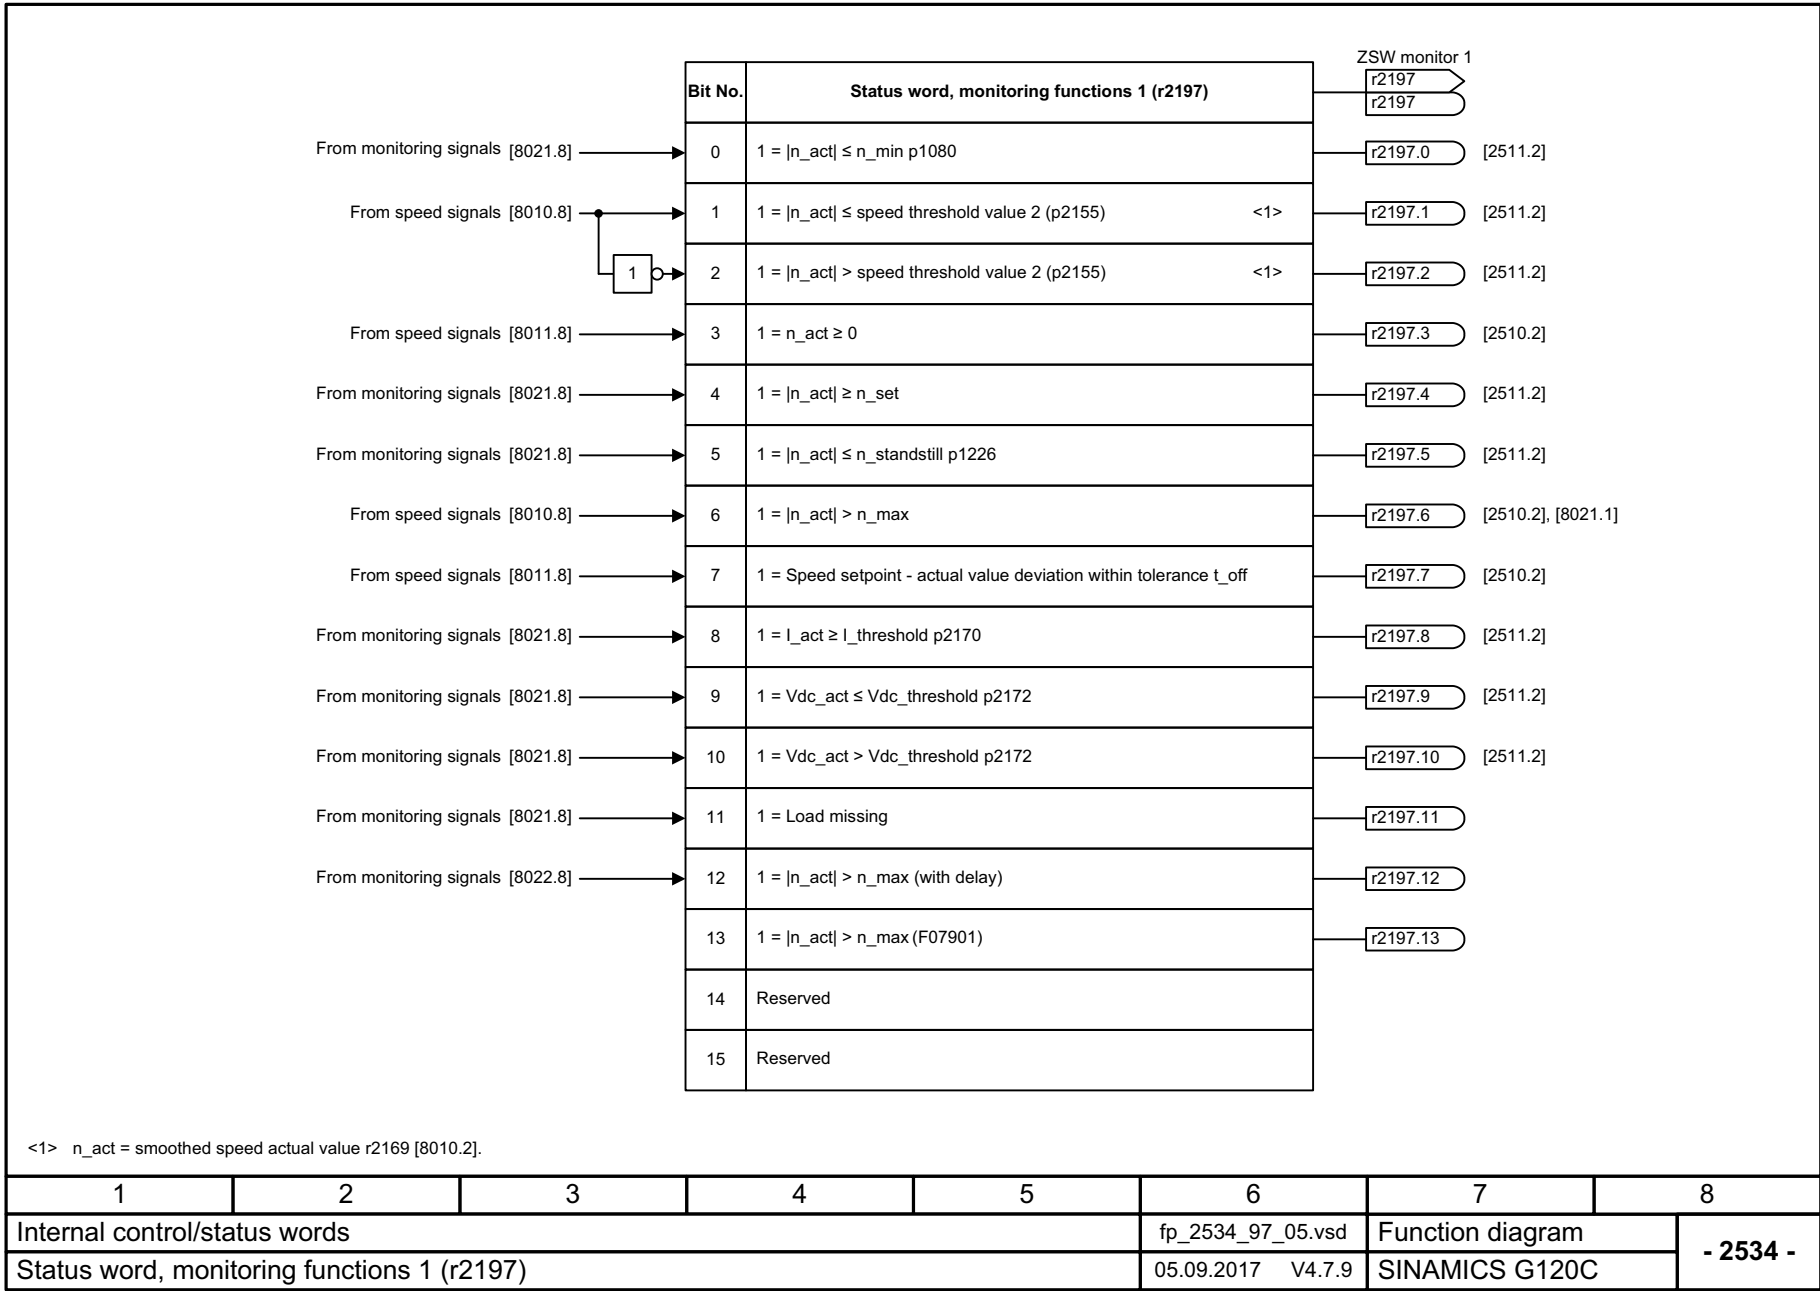 ZSW monitor 1
Bit No. Status word, monitoring functions 1 (r2197) r2197
r2197
From monitoring signals [8021.8] 0 1 = |n_act| ≤ n_min p1080 r2197.0 [2511.2]
From speed signals [8010.8] 1 1 = |n_act| ≤ speed threshold value 2 (p2155) <1> r2197.1 [2511.2]
1 2 1 = |n_act| > speed threshold value 2 (p2155) <1> r2197.2 [2511.2]
From speed signals [8011.8] 3 1 = n_act ≥ 0 r2197.3 [2510.2]
From monitoring signals [8021.8] 4 1 = |n_act| ≥ n_set r2197.4 [2511.2]
From monitoring signals [8021.8] 5 1 = |n_act| ≤ n_standstill p1226 r2197.5 [2511.2]
From speed signals [8010.8] 6 1 = |n_act| > n_max r2197.6 [2510.2], [8021.1]
From speed signals [8011.8] 7 1 = Speed setpoint - actual value deviation within tolerance t_off r2197.7 [2510.2]
From monitoring signals [8021.8] 8 1 = I_act ≥ I_threshold p2170 r2197.8 [2511.2]
From monitoring signals [8021.8] 9 1 = Vdc_act ≤ Vdc_threshold p2172 r2197.9 [2511.2]
From monitoring signals [8021.8] 10 1 = Vdc_act > Vdc_threshold p2172 r2197.10 [2511.2]
From monitoring signals [8021.8] 11 1 = Load missing r2197.11
From monitoring signals [8022.8] 12 1 = |n_act| > n_max (with delay) r2197.12
13 1 = |n_act| > n_max (F07901) r2197.13
14 Reserved
15 Reserved
<1> n_act = smoothed speed actual value r2169 [8010.2].
1 2 3 4 5 6 7 8
Internal control/status words fp_2534_97_05.vsd Function diagram - 2534 -
Status word, monitoring functions 1 (r2197) 05.09.2017 V4.7.9 SINAMICS G120C